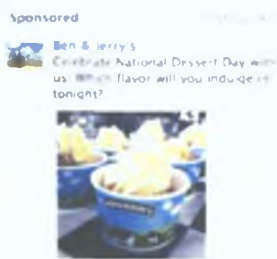 Sponsored
Ben & Jerry's
Celebrate National Dessert Day with
us. Which flavor will you indulge in
tonight?